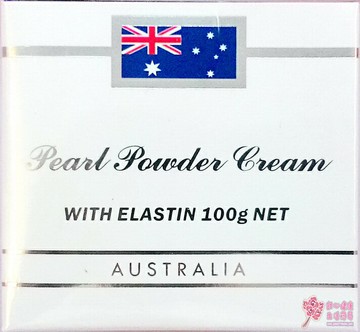 Pearl Powder Cream
WITH ELASTIN 100g NET
AUSTRALIA